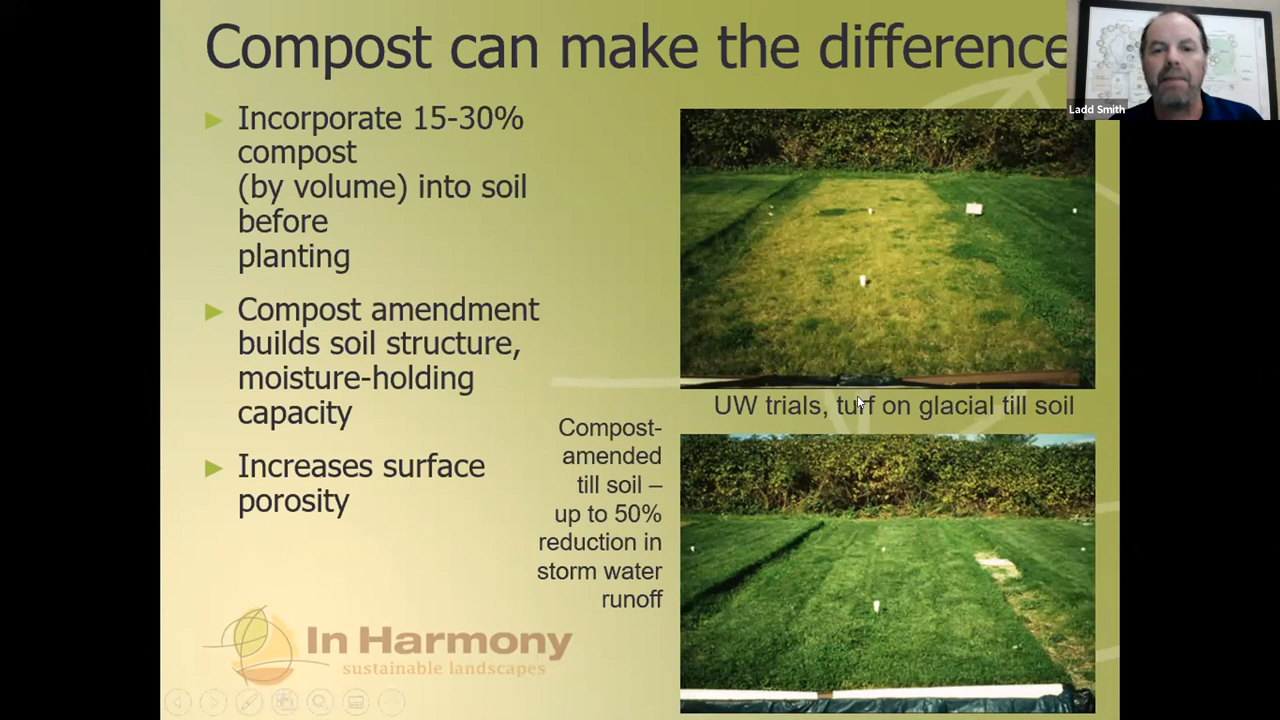 Compost can make the difference
Ladd Smith
Incorporate 15-30%
compost
(by volume) into soil
before
planting
Compost amendment
builds soil structure,
moisture-holding
capacity
Increases surface
porosity
UW trials, turf on glacial till soil
Compost-
amended
till soil –
up to 50%
reduction in
storm water
runoff
In Harmony
sustainable landscapes